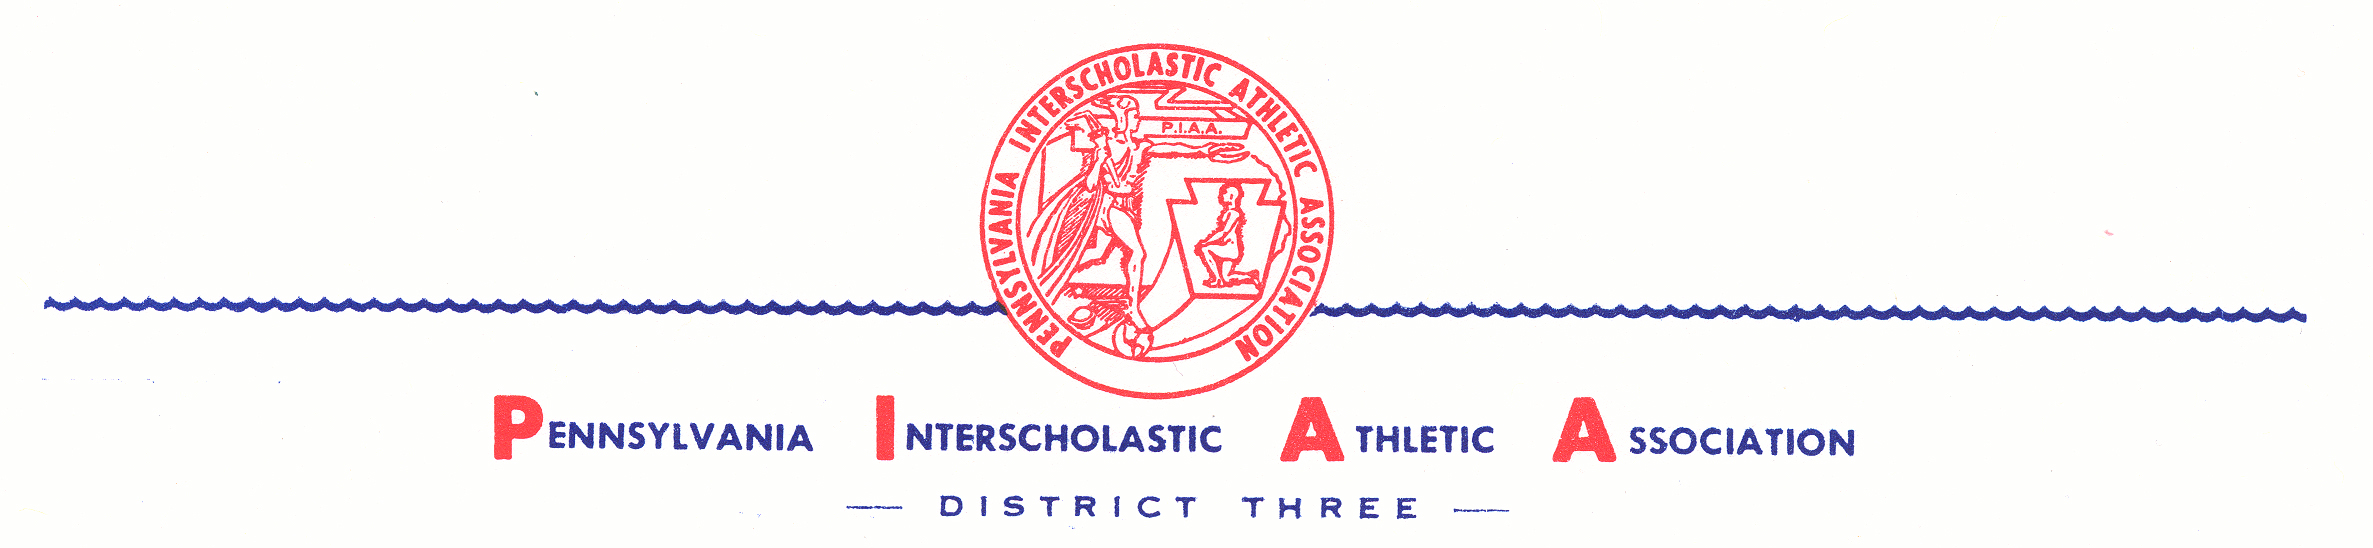 PENNSYLVANIA INTERSCHOLASTIC ATHLETIC ASSOCIATION
P.I.A.A.
PENNSYLVANIA INTERSCHOLASTIC ATHLETIC ASSOCIATION
— DISTRICT THREE —